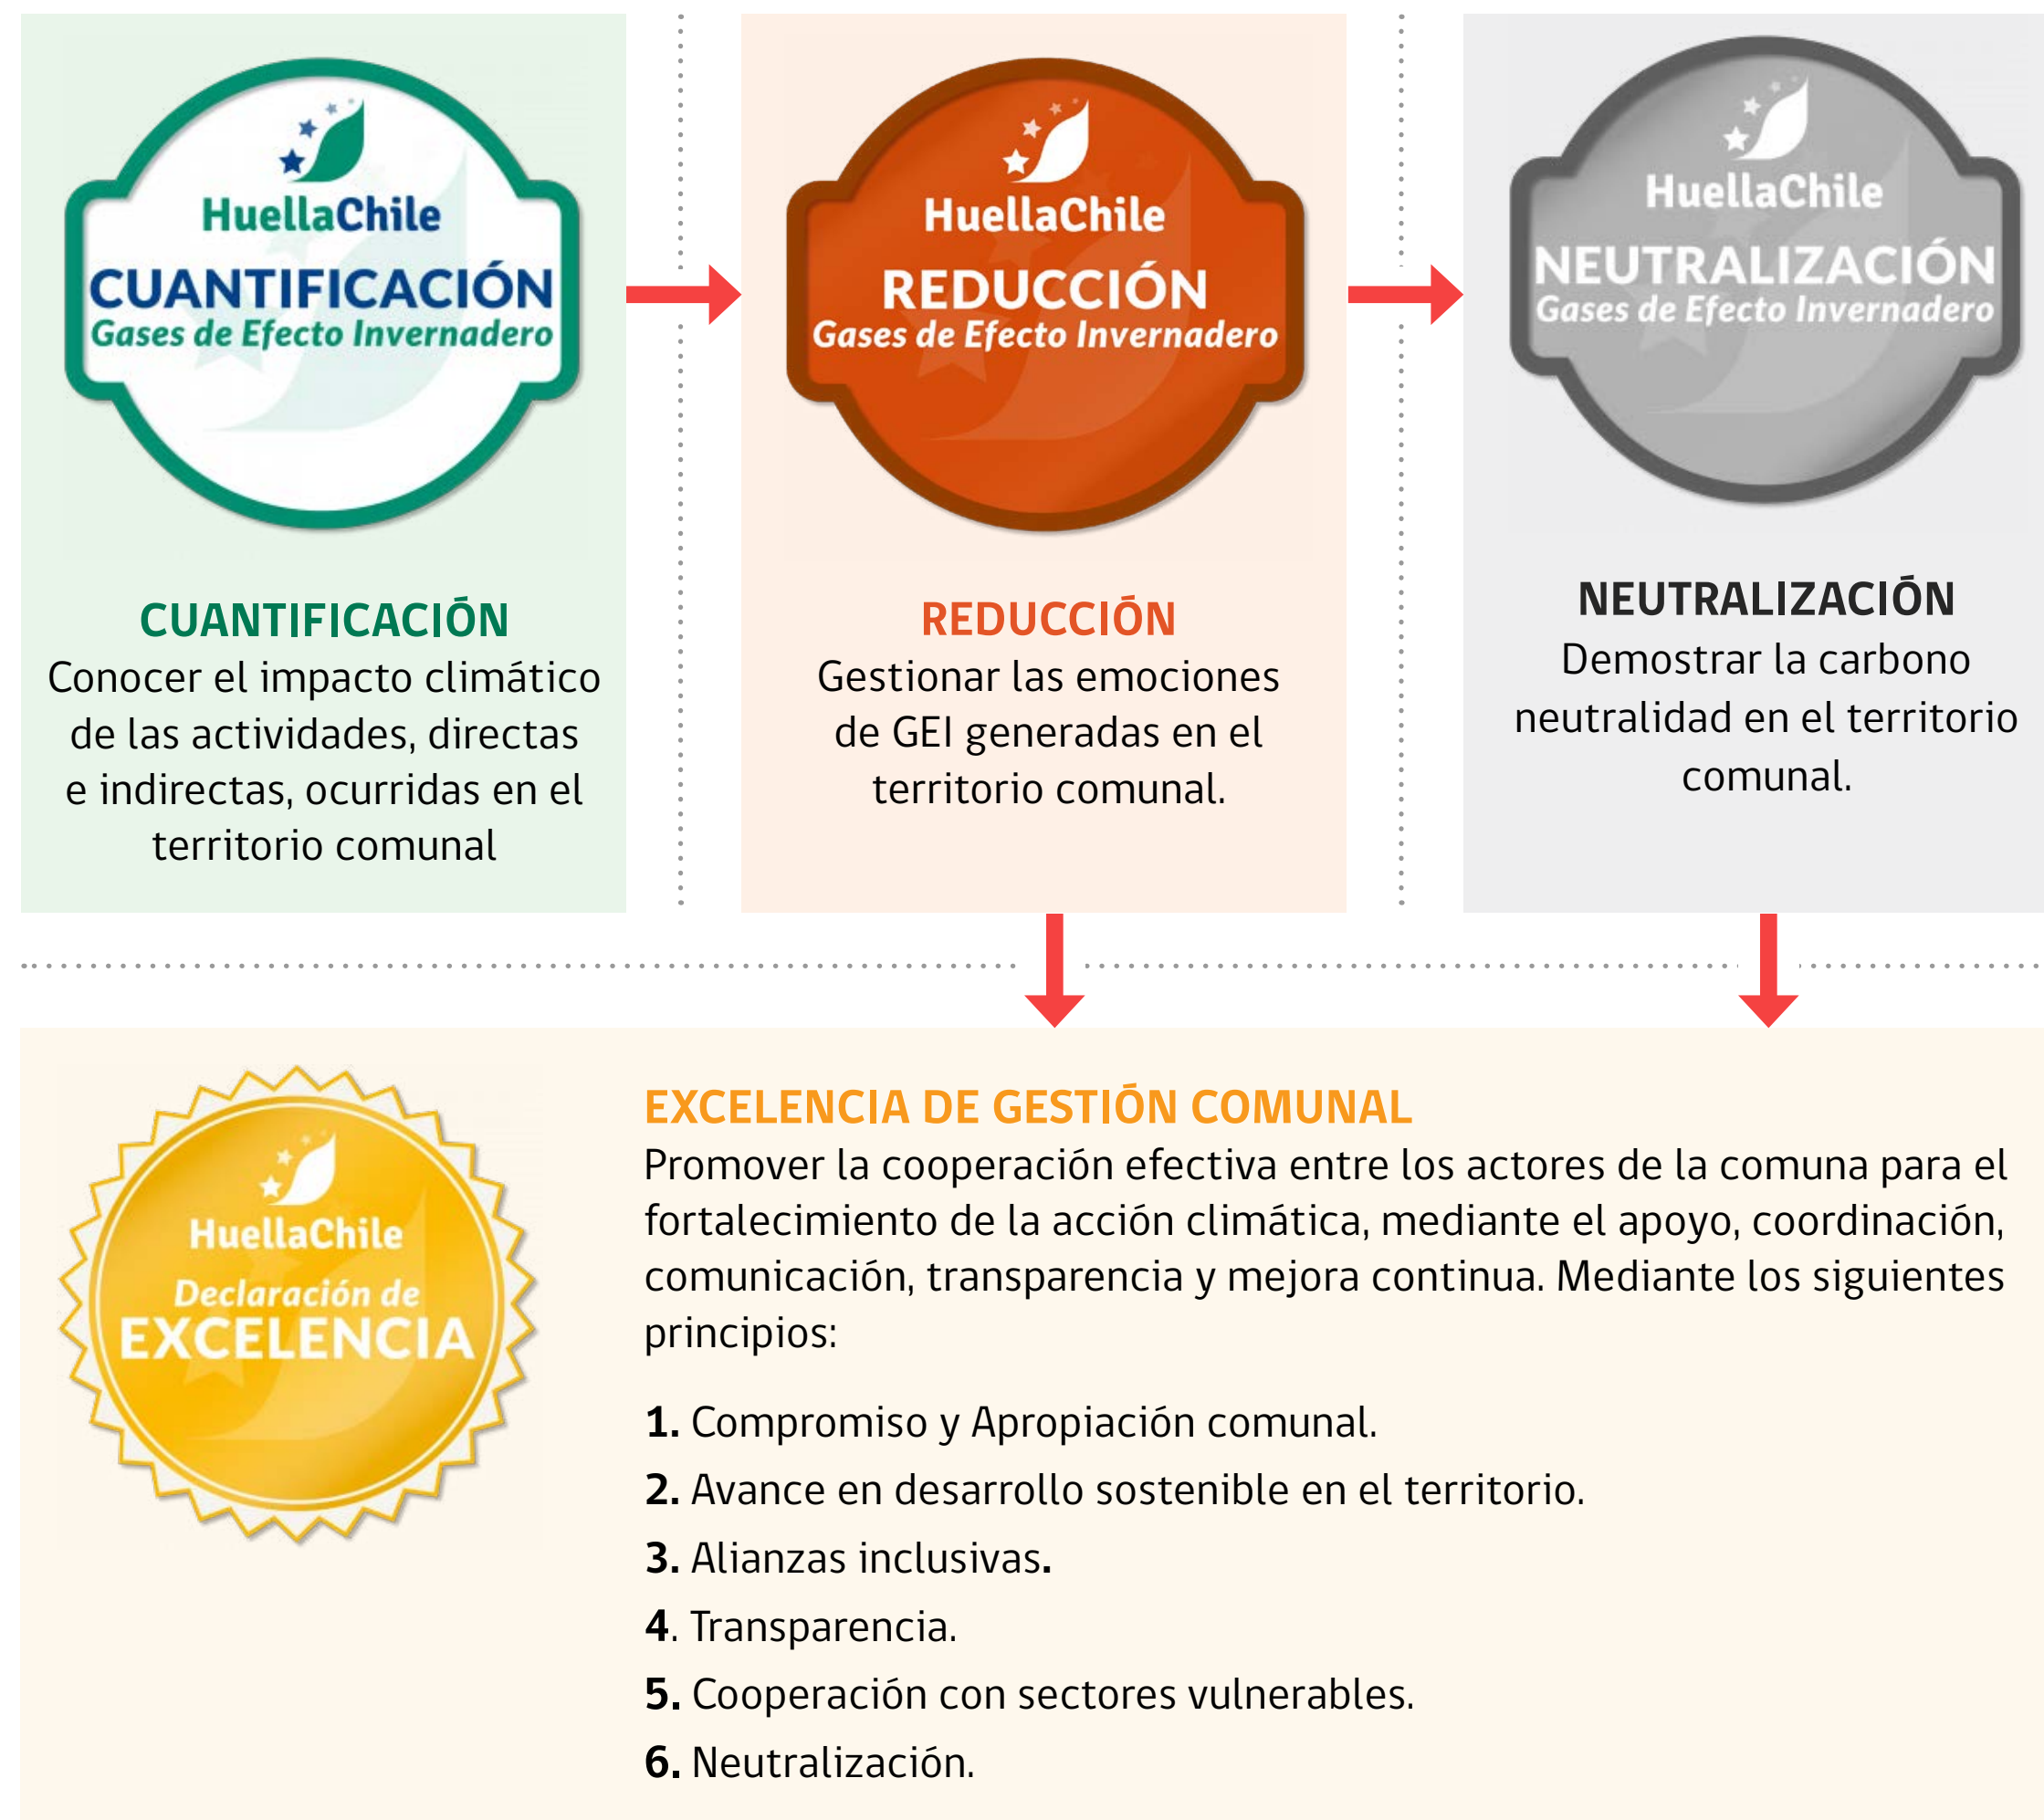 HuellaChile
CUANTIFICACIÓN
Gases de Efecto Invernadero
CUANTIFICACIÓN
Conocer el impacto climático
de las actividades, directas
e indirectas, ocurridas en el
territorio comunal
HuellaChile
REDUCCIÓN
Gases de Efecto Invernadero
REDUCCIÓN
Gestionar las emociones
de GEI generadas en el
territorio comunal.
HuellaChile
NEUTRALIZACIÓN
Gases de Efecto Invernadero
NEUTRALIZACIÓN
Demostrar la carbono
neutralidad en el territorio
comunal.
HuellaChile
Declaración de
EXCELENCIA
EXCELENCIA DE GESTIÓN COMUNAL
Promover la cooperación efectiva entre los actores de la comuna para el
fortalecimiento de la acción climática, mediante el apoyo, coordinación,
comunicación, transparencia y mejora continua. Mediante los siguientes
principios:
1. Compromiso y Apropiación comunal.
2. Avance en desarrollo sostenible en el territorio.
3. Alianzas inclusivas.
4. Transparencia.
5. Cooperación con sectores vulnerables.
6. Neutralización.